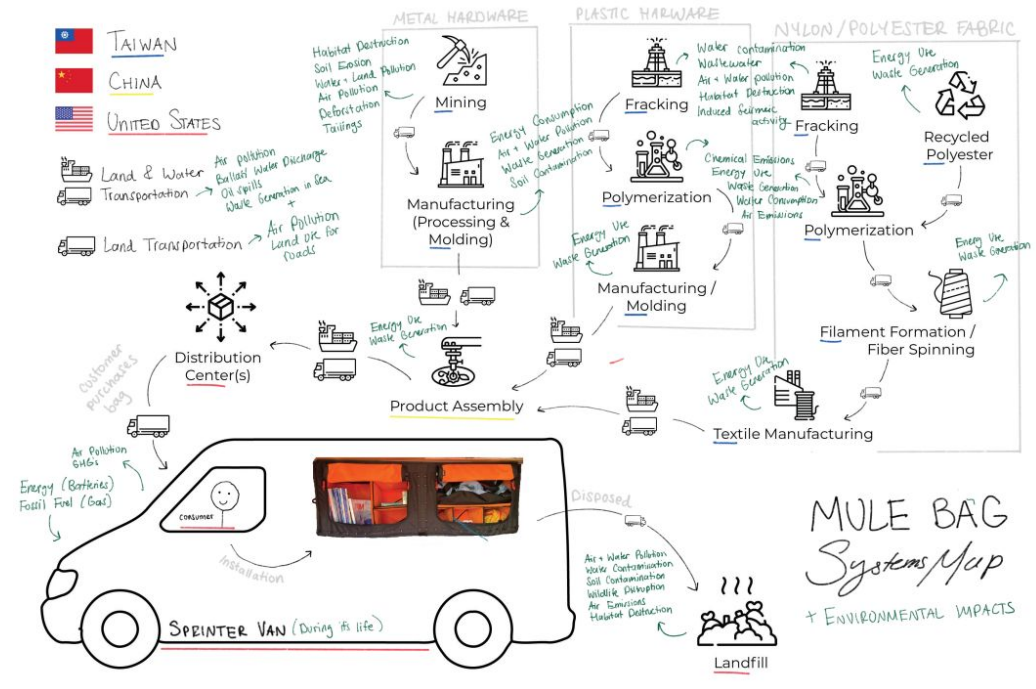 TAIWAN
CHINA
UNITED STATES
Land & Water
Transportation
Air pollution
Ballast Water Discharge
Oil spills
Waste Generation in Sea
+
Land Transportation
Air Pollution
Land Use for
roads
METAL HARDWARE
Habitat Destruction
Soil Erosion
Water + Land Pollution
Air Pollution
Deforstation
Tailings
Mining
Energy Consumption
Air + Water Pollution
Waste Generation
Soil Contamination
Manufacturing
(Processing &
Molding)
PLASTIC HARWARE
Fracking
Water contamination
Wastewater
Air + Water pollution
Habitat Destruction
Induced seismic
activity
Polymerization
Chemical Emissions
Energy Use
Waste Generation
Water Consumption
Air Emissions
Energy Use
Waste Generation
Manufacturing /
Molding
NYLON/POLYESTER FABRIC
Energy Use
Waste Generation
Fracking
Recycled
Polyester
Polymerization
Energy Use
Waste Generation
Filament Formation /
Fiber Spinning
Energy Use
Waste Generation
Textile Manufacturing
Energy Use
Waste Generation
Product Assembly
Distribution
Center(s)
customer
purchases
bag
Air Pollution
GHGs
Energy (Batteries)
Fossil Fuel (Gas)
CONSUMER
Installation
SPRINTER VAN (During its life)
Disposed
Air + Water Pollution
Water Contamination
Soil Contamination
Wildlife Disruption
Air Emissions
Habitat Destruction
Landfill
MULE BAG
Systems Map
+ ENVIRONMENTAL IMPACTS